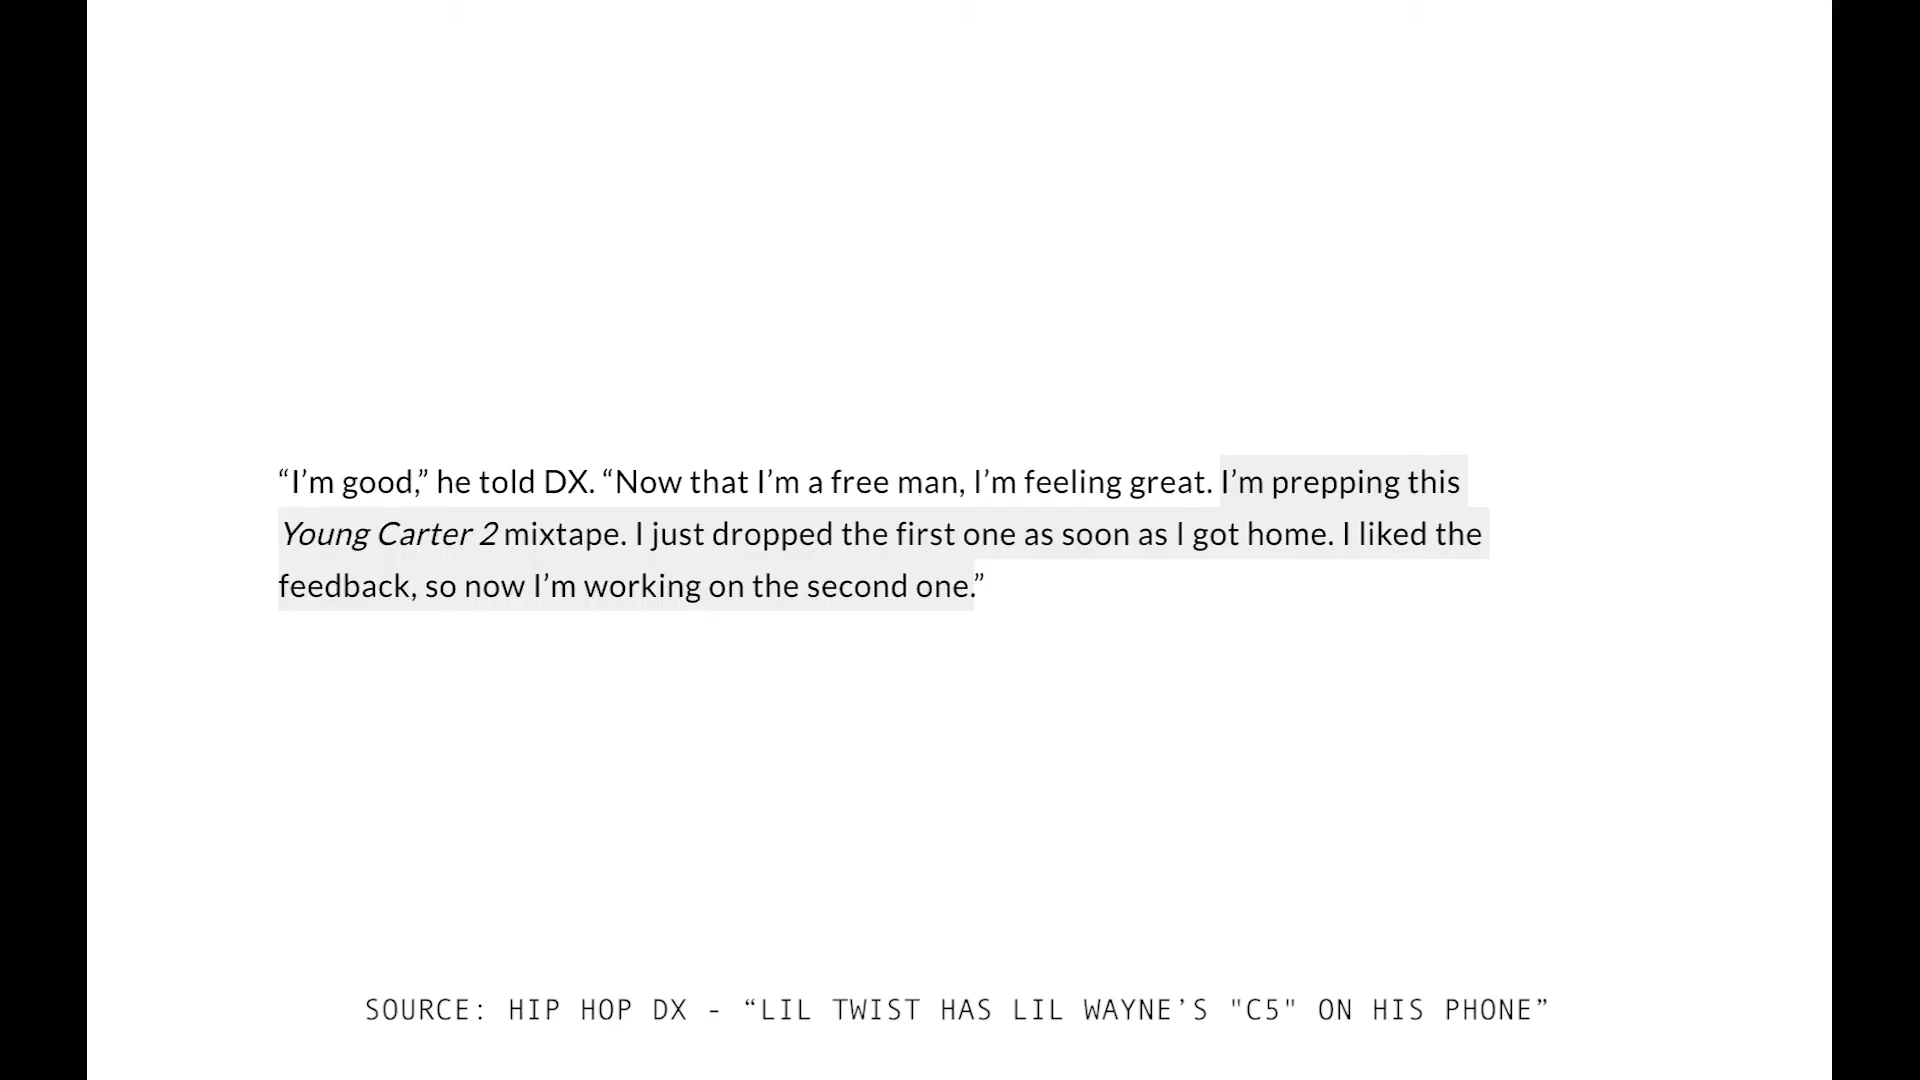 “I’m good,” he told DX. “Now that I’m a free man, I’m feeling great. I’m prepping this
Young Carter 2 mixtape. I just dropped the first one as soon as I got home. I liked the
feedback, so now I’m working on the second one.”
SOURCE: HIP HOP DX - “LIL TWIST HAS LIL WAYNE’S "C5" ON HIS PHONE”